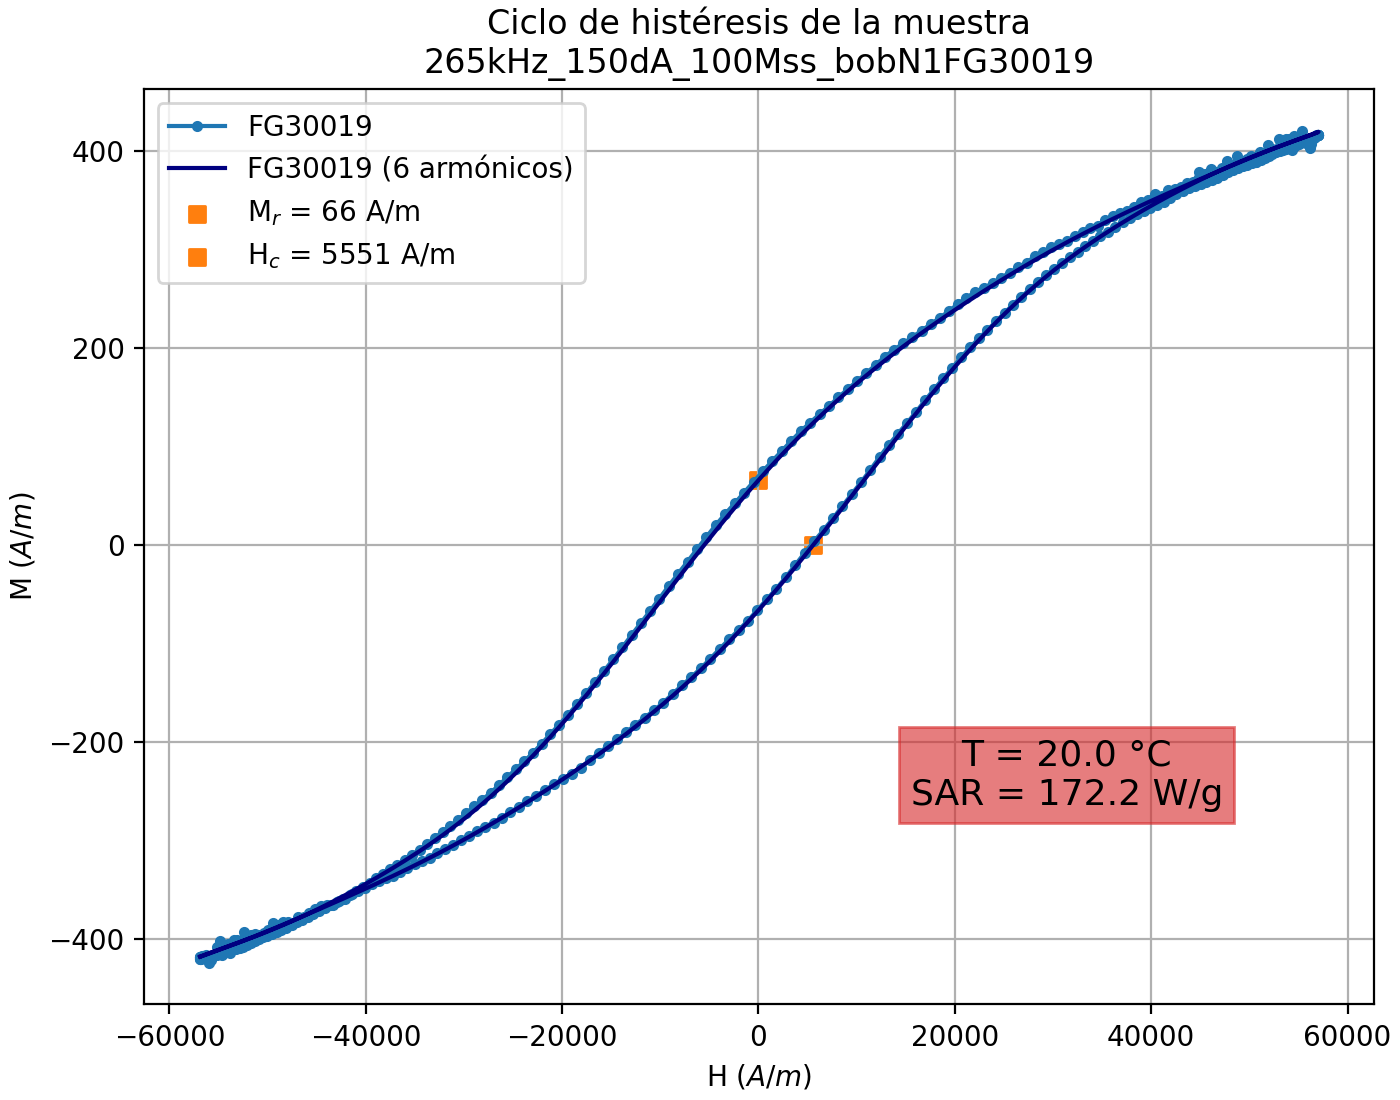 Ciclo de histéresis de la muestra
265kHz_150dA_100Mss_bobN1FG30019
FG30019
FG30019 (6 armónicos)
Mᵣ = 66 A/m
H_c = 5551 A/m
400
200
0
−200
−400
M (A/m)
T = 20.0 °C
SAR = 172.2 W/g
−60000 −40000 −20000 0 20000 40000 60000
H (A/m)